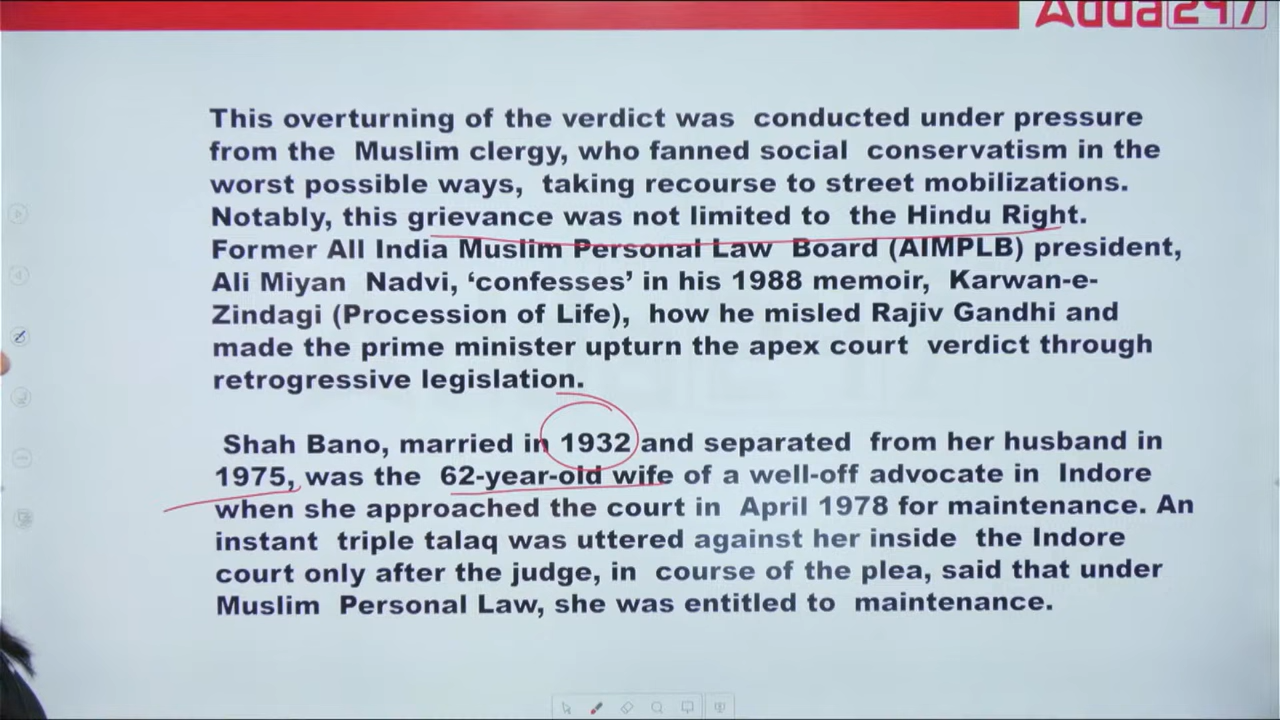 Adda247
This overturning of the verdict was conducted under pressure
from the Muslim clergy, who fanned social conservatism in the
worst possible ways, taking recourse to street mobilizations.
Notably, this grievance was not limited to the Hindu Right.
Former All India Muslim Personal Law Board (AIMPLB) president,
Ali Miyan Nadvi, ‘confesses’ in his 1988 memoir, Karwan-e-
Zindagi (Procession of Life), how he misled Rajiv Gandhi and
made the prime minister upturn the apex court verdict through
retrogressive legislation.
Shah Bano, married in 1932 and separated from her husband in
1975, was the 62-year-old wife of a well-off advocate in Indore
when she approached the court in April 1978 for maintenance. An
instant triple talaq was uttered against her inside the Indore
court only after the judge, in course of the plea, said that under
Muslim Personal Law, she was entitled to maintenance.